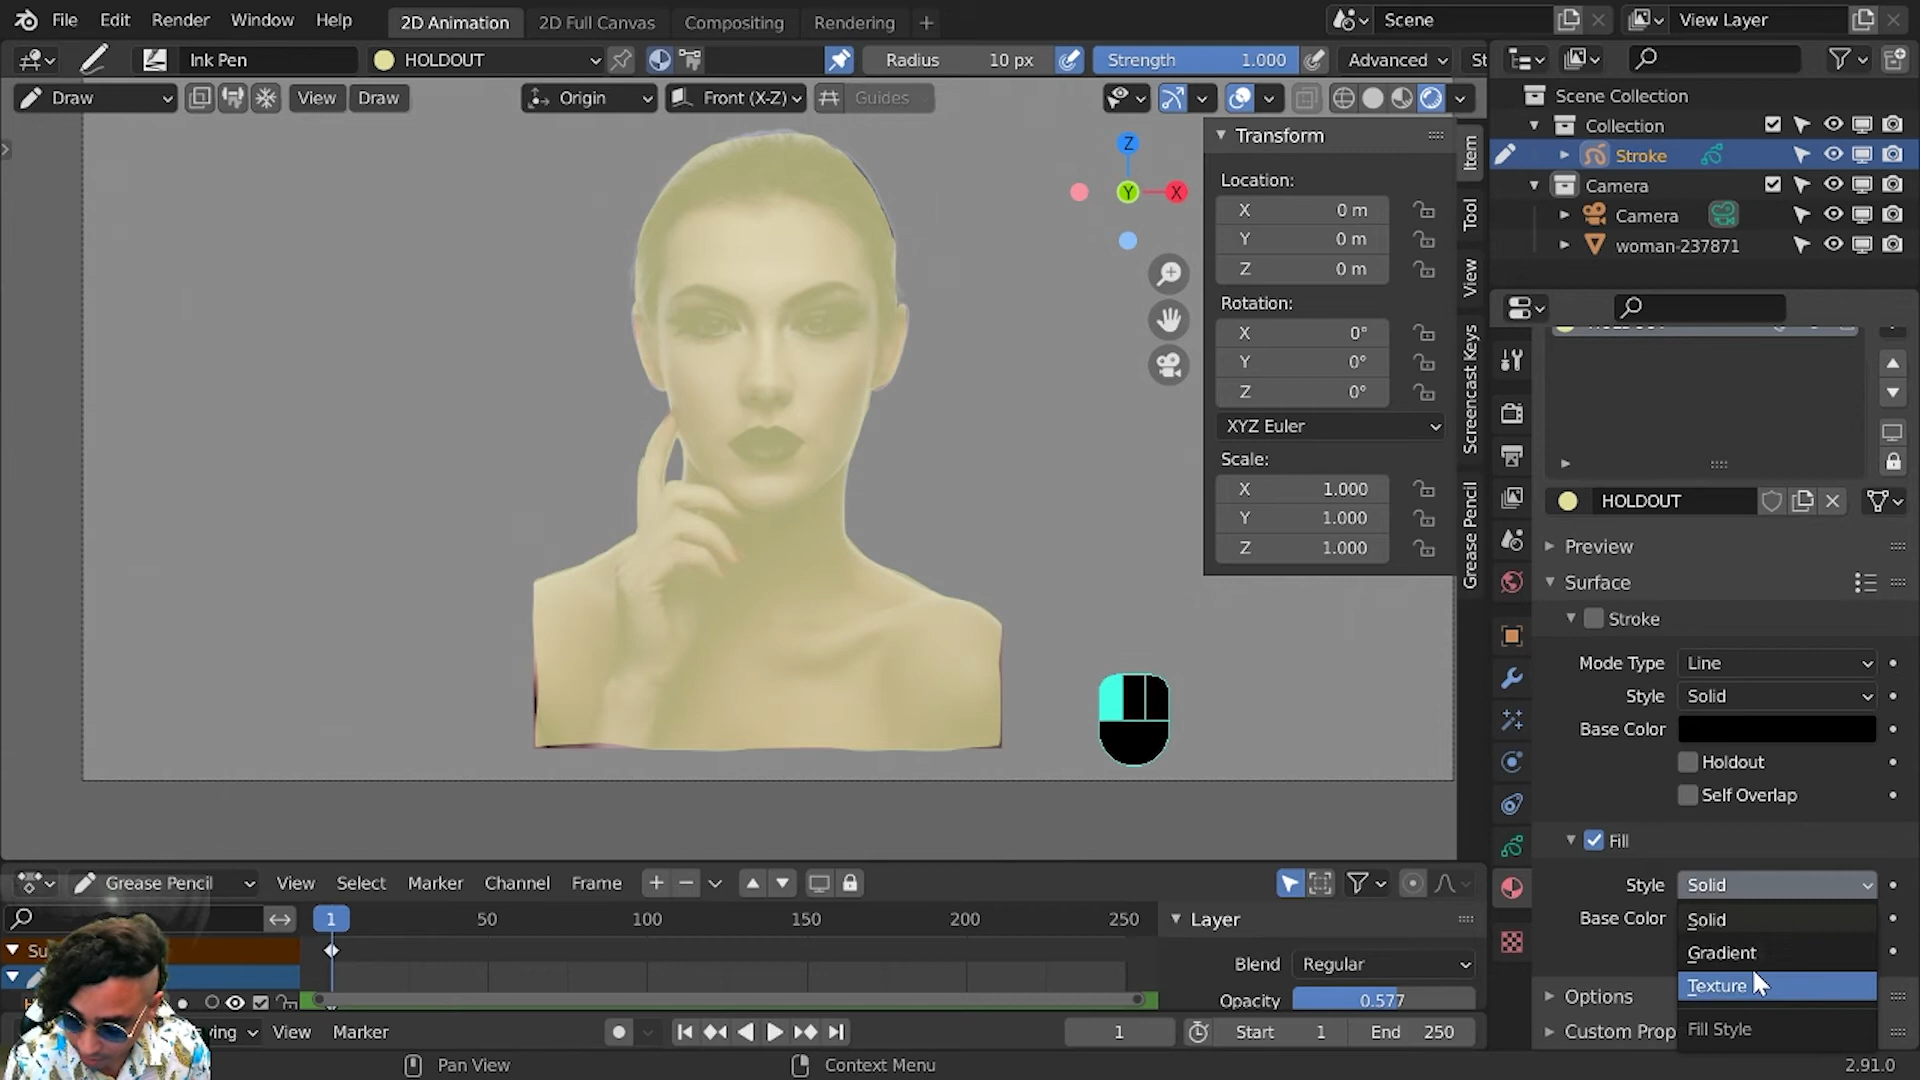 File Edit Render Window Help 2D Animation 2D Full Canvas Compositing Rendering + Scene View Layer
Ink Pen HOLDOUT Radius 10 px Strength 1.000 Advanced St
Draw View Draw Origin Front (X-Z) Guides
Scene Collection
Collection
Stroke
Camera
Camera
woman-237871
Z
Y
X
Transform
Location:
X 0 m
Y 0 m
Z 0 m
Rotation:
X 0°
Y 0°
Z 0°
XYZ Euler
Scale:
X 1.000
Y 1.000
Z 1.000
Item
Tool
View
Screencast Keys
Grease Pencil
HOLDOUT
Preview
Surface
Stroke
Mode Type Line
Style Solid
Base Color
Holdout
Self Overlap
Fill
Style Solid
Base Color
Solid
Gradient
Texture
Fill Style
Options
Custom Prop
Grease Pencil View Select Marker Channel Frame
1 50 100 150 200 250
Su
Layer
Blend Regular
Opacity 0.577
ying View Marker 1 Start 1 End 250
Pan View Context Menu 2.91.0